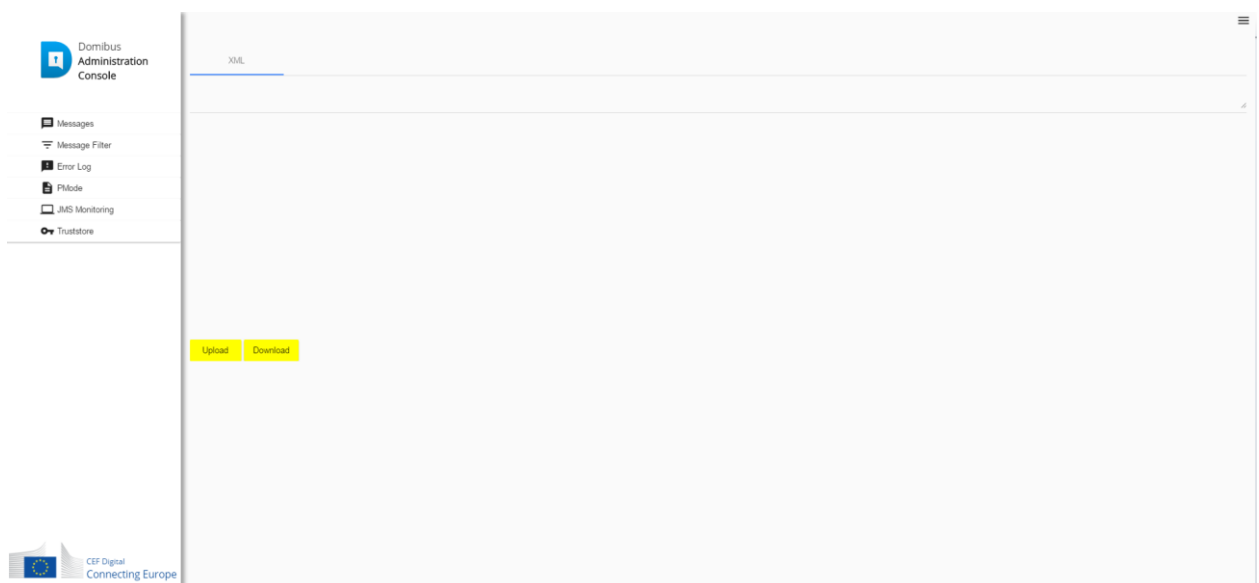 Domibus
Administration
Console
XML
Messages
Message Filter
Error Log
PMode
JMS Monitoring
Truststore
Upload Download
CEF Digital
Connecting Europe